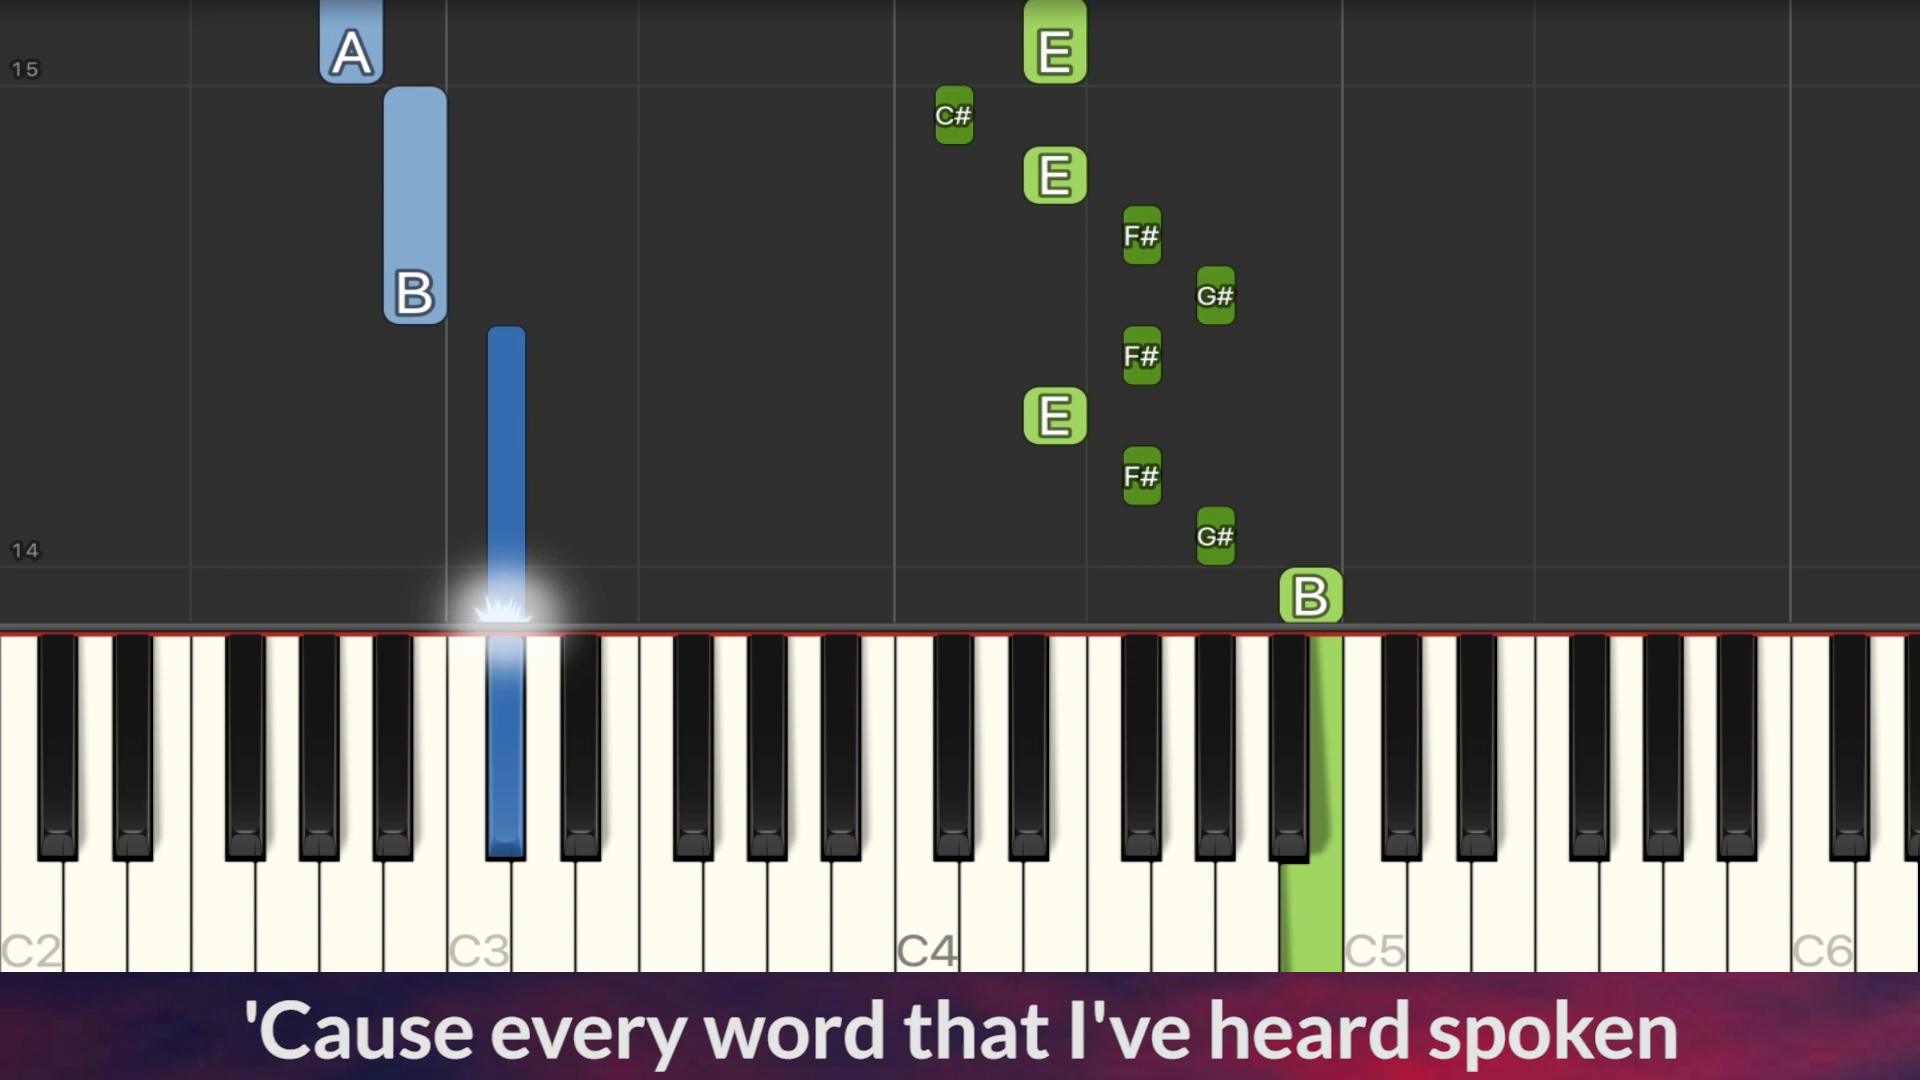 A E
15
C#
E
F#
B G#
F#
E
F#
G#
14
B
C2 C3 C4 C5 C6
'Cause every word that I've heard spoken